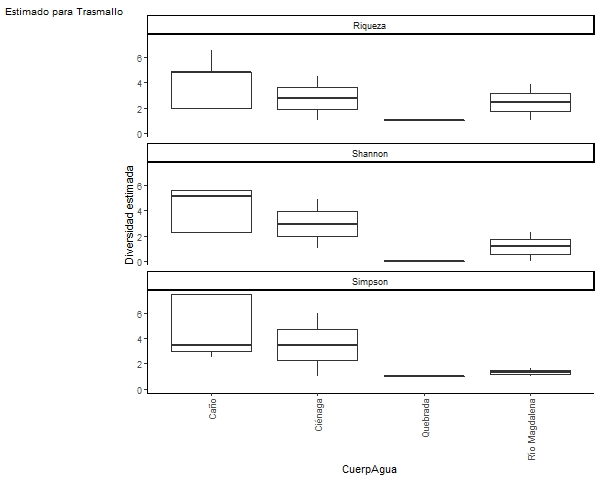 Estimado para Trasmallo
Riqueza
6
4
2
0
Shannon
6
4
2
0
Simpson
6
4
2
0
Diversidad estimada
Caño
Ciénaga
Quebrada
Río Magdalena
CuerpAgua